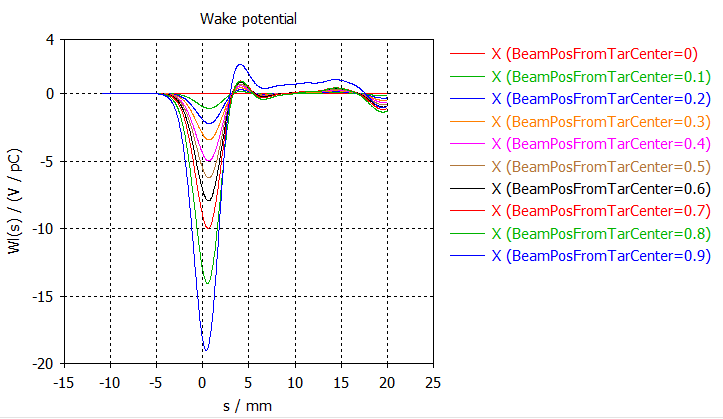 Wake potential
4
0
-5
-10
-15
-20
Wl(s) / (V / pC)
-15
-10
-5
0
5
10
15
20
25
s / mm
X (BeamPosFromTarCenter=0)
X (BeamPosFromTarCenter=0.1)
X (BeamPosFromTarCenter=0.2)
X (BeamPosFromTarCenter=0.3)
X (BeamPosFromTarCenter=0.4)
X (BeamPosFromTarCenter=0.5)
X (BeamPosFromTarCenter=0.6)
X (BeamPosFromTarCenter=0.7)
X (BeamPosFromTarCenter=0.8)
X (BeamPosFromTarCenter=0.9)